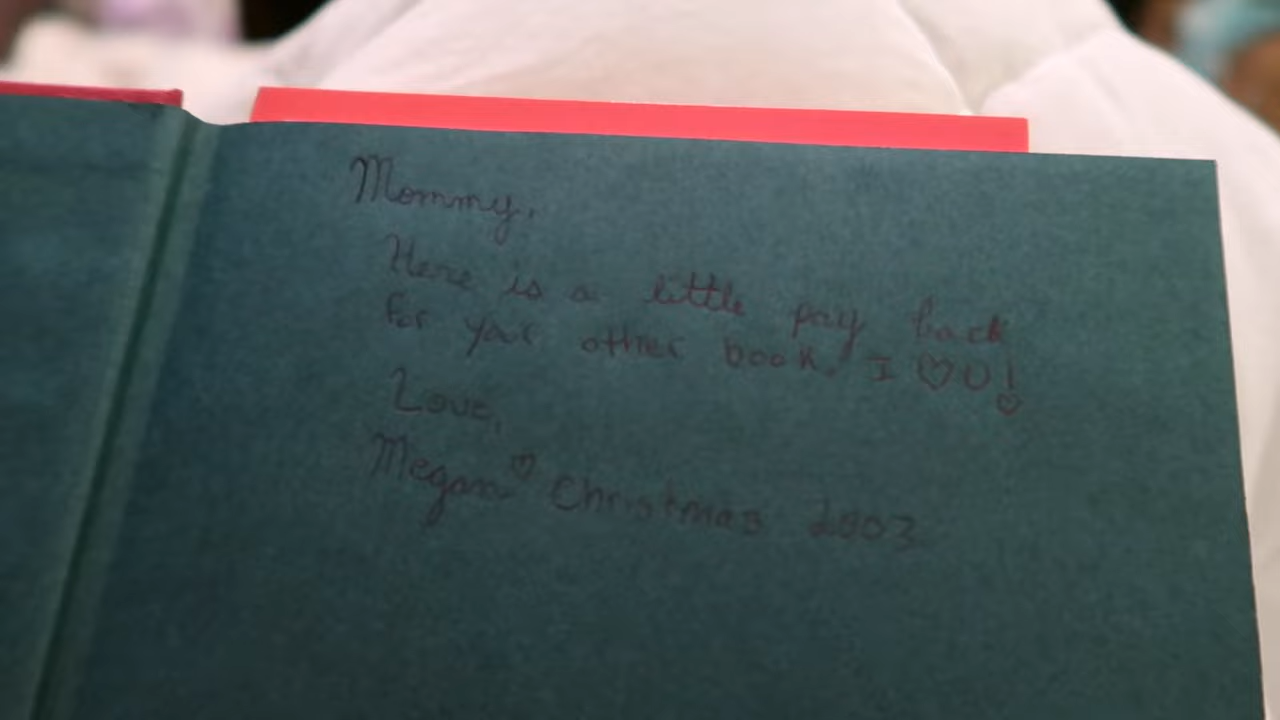 Mommy,
Here is a little pay back
For your other book! I ♡ U!
♡
Love,
Megan ♡ Christmas 2003